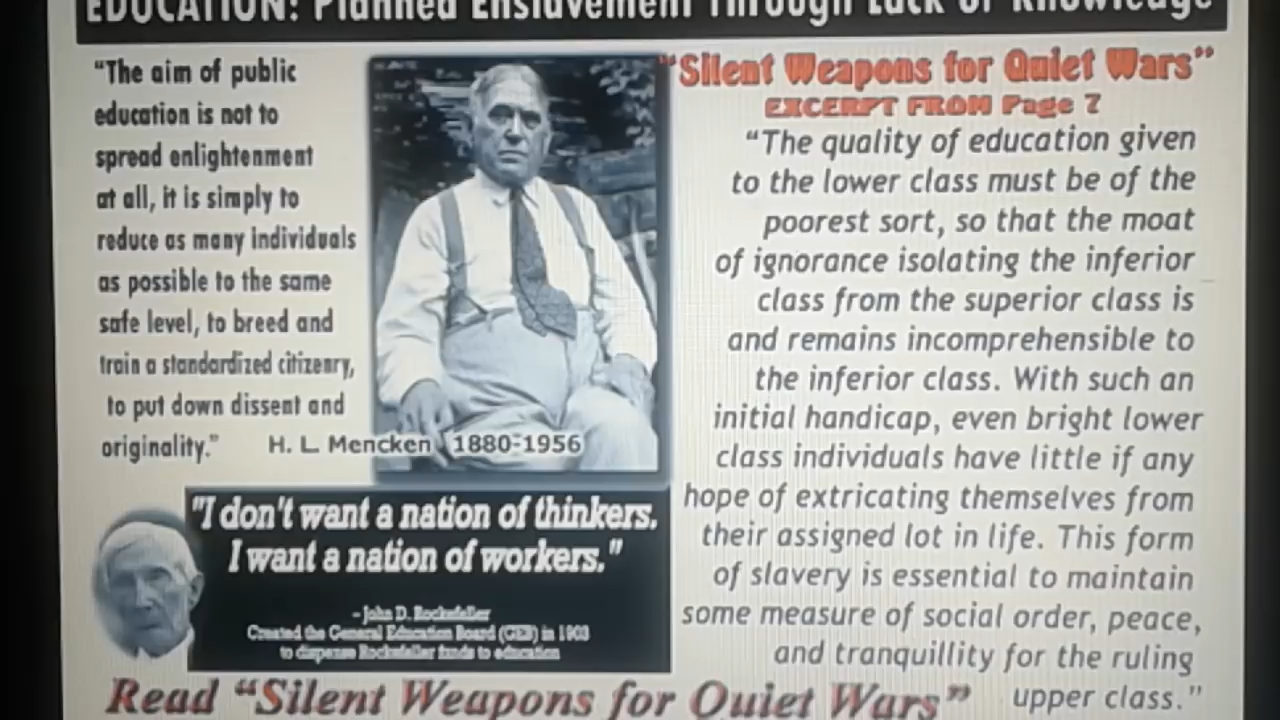 EDUCATION: Planned Enslavement Through Lack of Knowledge
“The aim of public
education is not to
spread enlightenment
at all, it is simply to
reduce as many individuals
as possible to the same
safe level, to breed and
train a standardized citizenry,
to put down dissent and
originality.”
H. L. Mencken 1880-1956
"I don't want a nation of thinkers.
I want a nation of workers."
- John D. Rockefeller
Created the General Education Board (GEB) in 1903
to dispense Rockefeller funds to education
“Silent Weapons for Quiet Wars”
EXCERPT FROM Page 7
“The quality of education given
to the lower class must be of the
poorest sort, so that the moat
of ignorance isolating the inferior
class from the superior class is
and remains incomprehensible to
the inferior class. With such an
initial handicap, even bright lower
class individuals have little if any
hope of extricating themselves from
their assigned lot in life. This form
of slavery is essential to maintain
some measure of social order, peace,
and tranquillity for the ruling
upper class.”
Read “Silent Weapons for Quiet Wars”